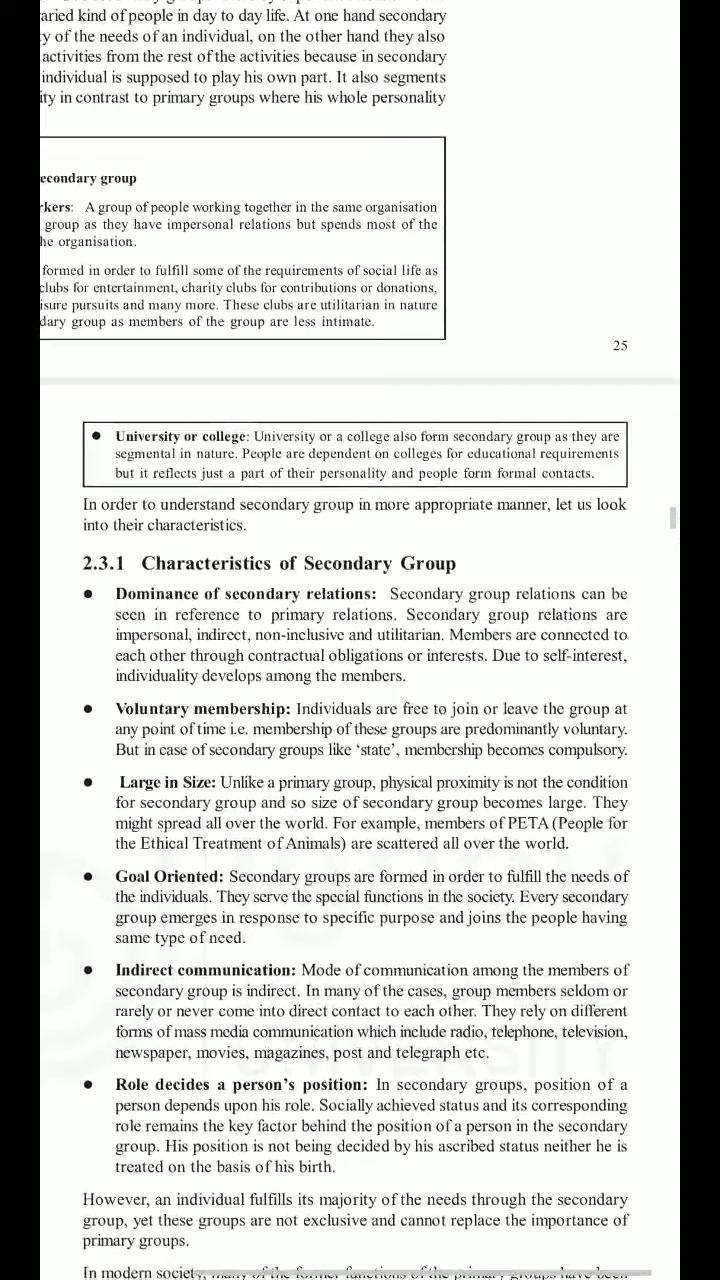 varied kind of people in day to day life. At one hand secondary
y of the needs of an individual, on the other hand they also
activities from the rest of the activities because in secondary
individual is supposed to play his own part. It also segments
ity in contrast to primary groups where his whole personality
econdary group
rkers: A group of people working together in the same organisation
group as they have impersonal relations but spends most of the
he organisation.
formed in order to fulfill some of the requirements of social life as
clubs for entertainment, charity clubs for contributions or donations,
isure pursuits and many more. These clubs are utilitarian in nature
dary group as members of the group are less intimate.
25
● University or college: University or a college also form secondary group as they are
segmental in nature. People are dependent on colleges for educational requirements
but it reflects just a part of their personality and people form formal contacts.
In order to understand secondary group in more appropriate manner, let us look
into their characteristics.
2.3.1 Characteristics of Secondary Group
● Dominance of secondary relations: Secondary group relations can be
seen in reference to primary relations. Secondary group relations are
impersonal, indirect, non-inclusive and utilitarian. Members are connected to
each other through contractual obligations or interests. Due to self-interest,
individuality develops among the members.
● Voluntary membership: Individuals are free to join or leave the group at
any point of time i.e. membership of these groups are predominantly voluntary.
But in case of secondary groups like ‘state’, membership becomes compulsory.
● Large in Size: Unlike a primary group, physical proximity is not the condition
for secondary group and so size of secondary group becomes large. They
might spread all over the world. For example, members of PETA (People for
the Ethical Treatment of Animals) are scattered all over the world.
● Goal Oriented: Secondary groups are formed in order to fulfill the needs of
the individuals. They serve the special functions in the society. Every secondary
group emerges in response to specific purpose and joins the people having
same type of need.
● Indirect communication: Mode of communication among the members of
secondary group is indirect. In many of the cases, group members seldom or
rarely or never come into direct contact to each other. They rely on different
forms of mass media communication which include radio, telephone, television,
newspaper, movies, magazines, post and telegraph etc.
● Role decides a person’s position: In secondary groups, position of a
person depends upon his role. Socially achieved status and its corresponding
role remains the key factor behind the position of a person in the secondary
group. His position is not being decided by his ascribed status neither he is
treated on the basis of his birth.
However, an individual fulfills its majority of the needs through the secondary
group, yet these groups are not exclusive and cannot replace the importance of
primary groups.
In modern society, many of the former functions of the primary groups have been